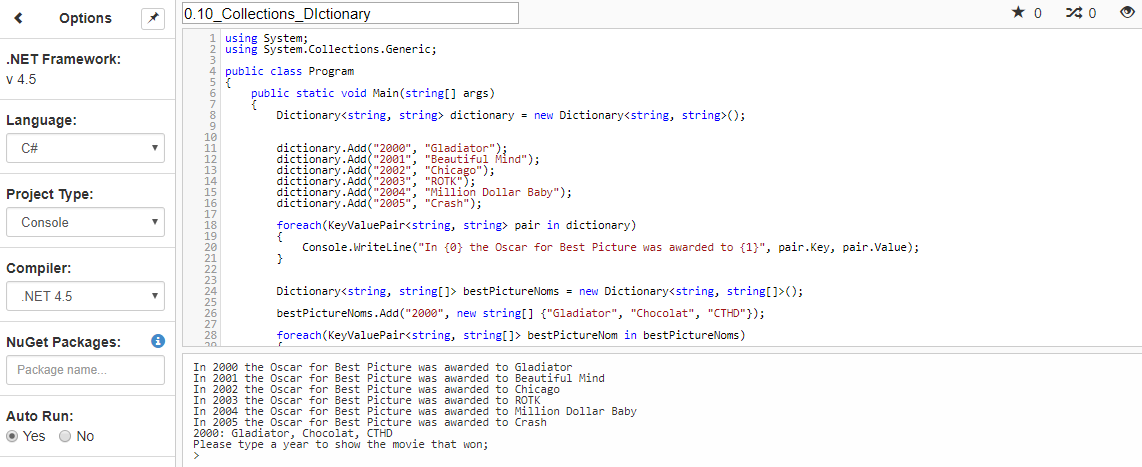 Options
.NET Framework:
v 4.5
Language:
C#
Project Type:
Console
Compiler:
.NET 4.5
NuGet Packages:
Package name...
Auto Run:
Yes No
0.10_Collections_DIctionary
0 0
1 using System;
2 using System.Collections.Generic;
3
4 public class Program
5 {
6 public static void Main(string[] args)
7 {
8 Dictionary<string, string> dictionary = new Dictionary<string, string>();
9
10
11 dictionary.Add("2000", "Gladiator");
12 dictionary.Add("2001", "Beautiful Mind");
13 dictionary.Add("2002", "Chicago");
14 dictionary.Add("2003", "ROTK");
15 dictionary.Add("2004", "Million Dollar Baby");
16 dictionary.Add("2005", "Crash");
17
18 foreach(KeyValuePair<string, string> pair in dictionary)
19 {
20 Console.WriteLine("In {0} the Oscar for Best Picture was awarded to {1}", pair.Key, pair.Value);
21 }
22
23
24 Dictionary<string, string[]> bestPictureNoms = new Dictionary<string, string[]>();
25
26 bestPictureNoms.Add("2000", new string[] {"Gladiator", "Chocolat", "CTHD"});
27
28 foreach(KeyValuePair<string, string[]> bestPictureNom in bestPictureNoms)
29 {
In 2000 the Oscar for Best Picture was awarded to Gladiator
In 2001 the Oscar for Best Picture was awarded to Beautiful Mind
In 2002 the Oscar for Best Picture was awarded to Chicago
In 2003 the Oscar for Best Picture was awarded to ROTK
In 2004 the Oscar for Best Picture was awarded to Million Dollar Baby
In 2005 the Oscar for Best Picture was awarded to Crash
2000: Gladiator, Chocolat, CTHD
Please type a year to show the movie that won;
>